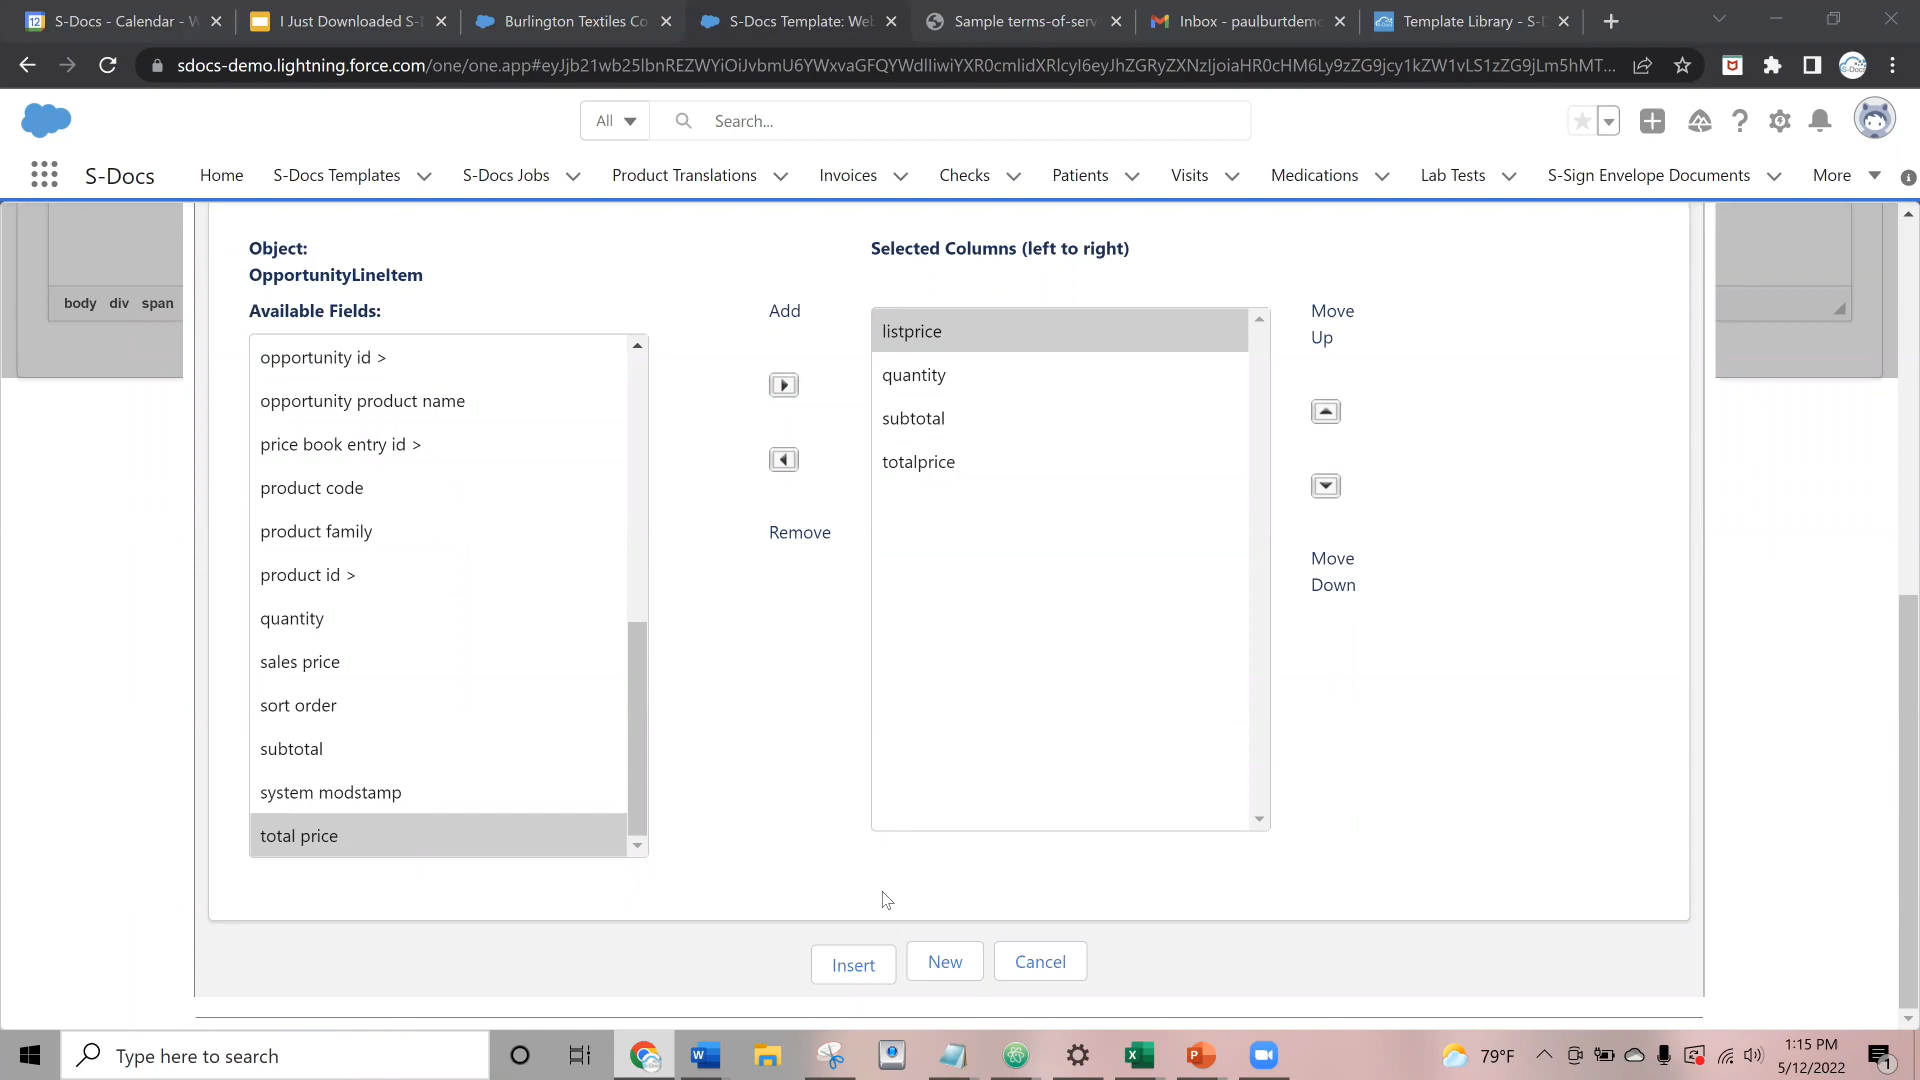 S-Docs - Calendar - W
I Just Downloaded S-
Burlington Textiles Co
S-Docs Template: Web
Sample terms-of-serv
Inbox - paulburtdem
Template Library - S-D
sdocs-demo.lightning.force.com/one/one.app#eyJjb21wb25lbnREZWYiOiJvbmU6YWxvaGFQYWdlIiwiYXR0cmlidXRlcyI6eyJhZGRyZXNzIjoiaHR0cHM6Ly9zZG9jcy1kZW1vLS1zZG9jLm5hMT...
All
Search...
S-Docs
Home
S-Docs Templates
S-Docs Jobs
Product Translations
Invoices
Checks
Patients
Visits
Medications
Lab Tests
S-Sign Envelope Documents
More
body div span
Object:
OpportunityLineItem
Available Fields:
opportunity id >
opportunity product name
price book entry id >
product code
product family
product id >
quantity
sales price
sort order
subtotal
system modstamp
total price
Add
Remove
Selected Columns (left to right)
listprice
quantity
subtotal
totalprice
Move
Up
Move
Down
Insert
New
Cancel
Type here to search
79°F
1:15 PM
5/12/2022
1